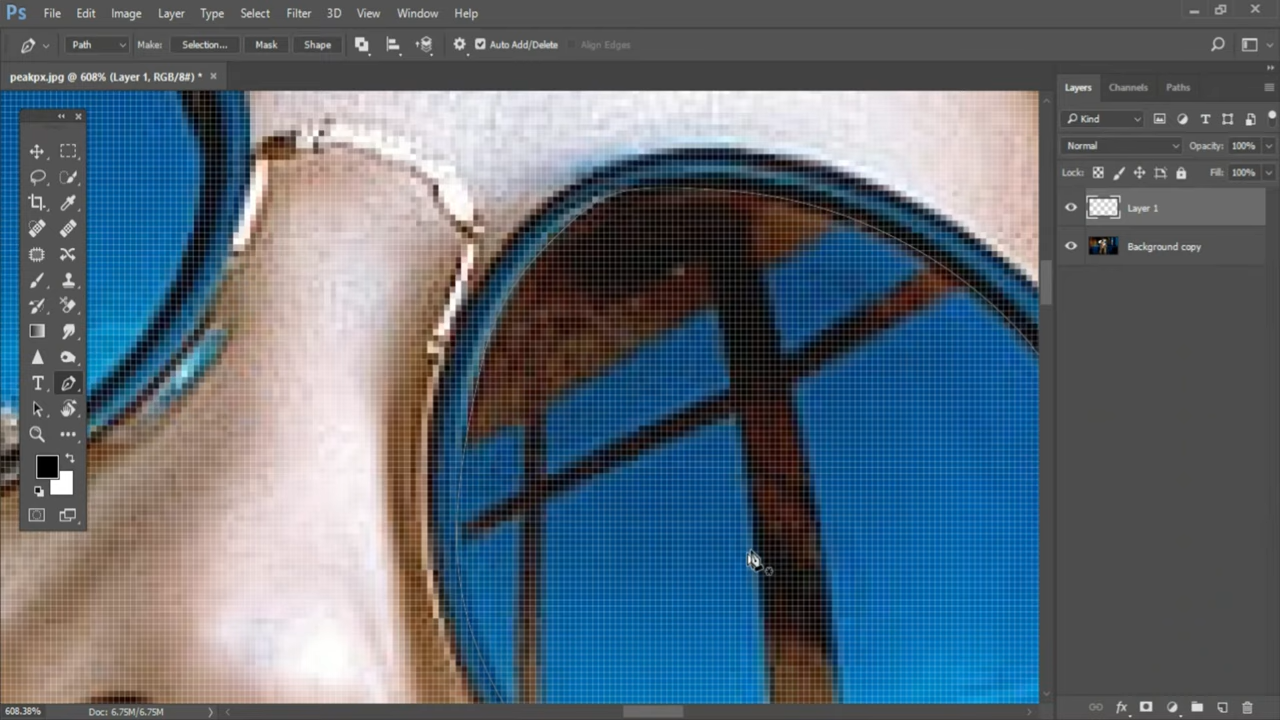 Ps File Edit Image Layer Type Select Filter 3D View Window Help
Path Make: Selection... Mask Shape Auto Add/Delete Align Edges
peakpx.jpg @ 608% (Layer 1, RGB/8#) * ×
Layers Channels Paths
Kind
Normal Opacity: 100%
Lock: Fill: 100%
Layer 1
Background copy
608.38% Doc: 6.75M/6.75M